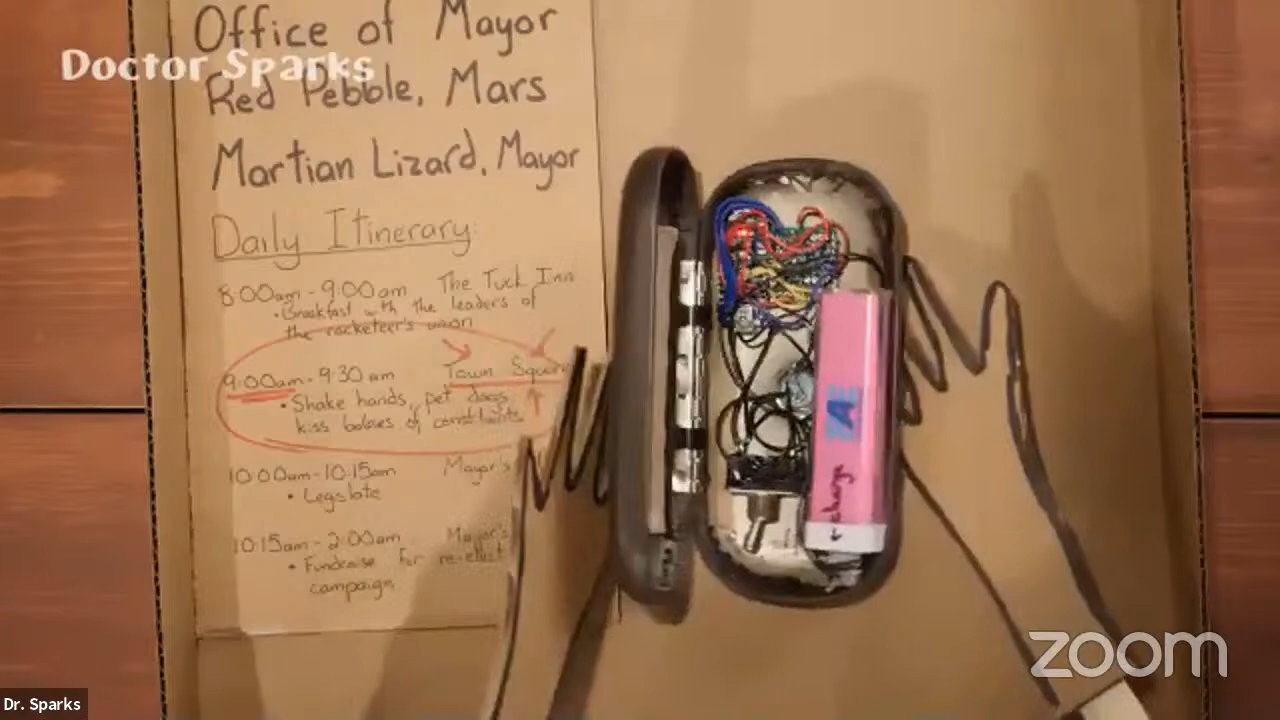 Office of Mayor
Doctor Sparks
Red Pebble, Mars
Martian Lizard, Mayor
Daily Itinerary:
8:00am - 9:00am The Tuck Inn
• Breakfast with the leaders of
the racketeer's union
9:00am - 9:30am Town Square
• Shake hands, pet dogs,
kiss babies of constituents
10:00am - 10:15am Mayor's
• Legslate
10:15am - 2:00am Mayor's
• Fundraise for re-elect
campaign
A
charge
zoom
Dr. Sparks